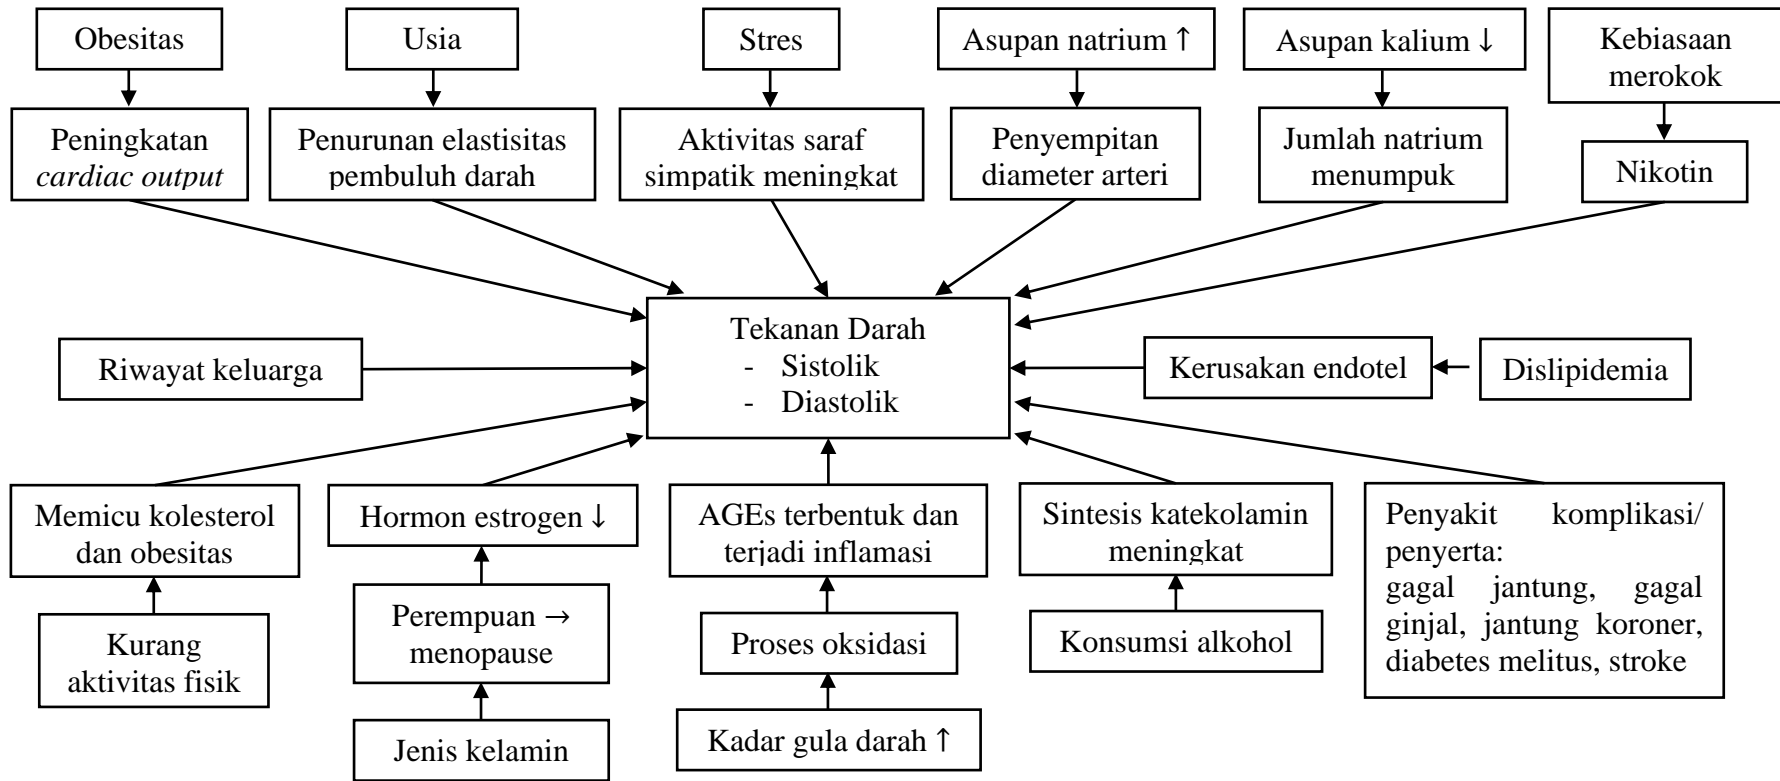 Obesitas
Usia
Stres
Asupan natrium ↑
Asupan kalium ↓
Kebiasaan
merokok
Peningkatan
cardiac output
Penurunan elastisitas
pembuluh darah
Aktivitas saraf
simpatik meningkat
Penyempitan
diameter arteri
Jumlah natrium
menumpuk
Nikotin
Tekanan Darah
- Sistolik
- Diastolik
Riwayat keluarga
Kerusakan endotel
Dislipidemia
Memicu kolesterol
dan obesitas
Hormon estrogen ↓
AGEs terbentuk dan
terjadi inflamasi
Sintesis katekolamin
meningkat
Penyakit komplikasi/
penyerta:
gagal jantung, gagal
ginjal, jantung koroner,
diabetes melitus, stroke
Kurang
aktivitas fisik
Perempuan →
menopause
Proses oksidasi
Konsumsi alkohol
Jenis kelamin
Kadar gula darah ↑